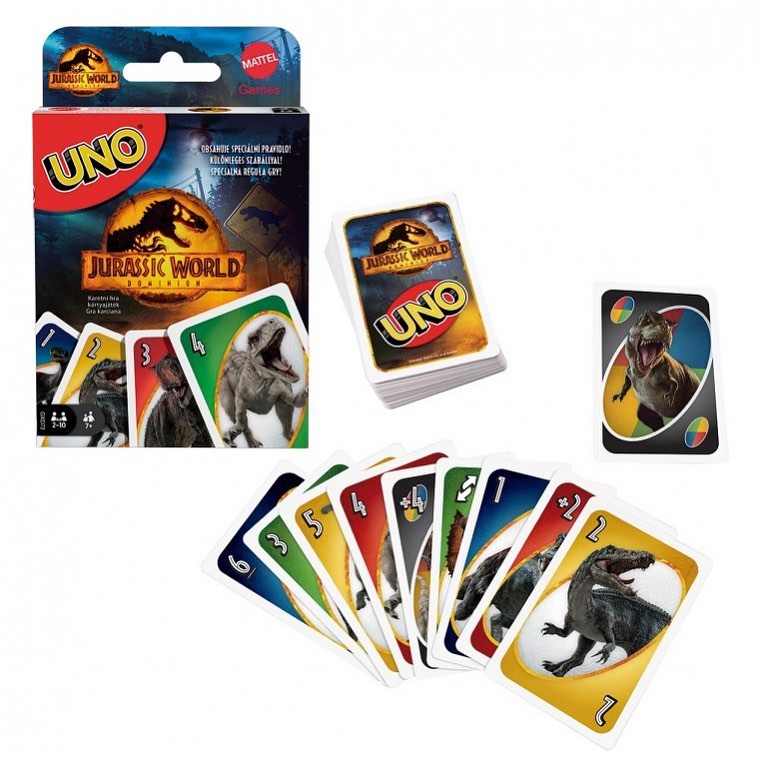 JURASSIC WORLD
DOMINION
MATTEL
Games
UNO
OBSAHUJE SPECIÁLNÍ PRAVIDLO!
KÜLÖNLEGES SZABÁLLYAL!
SPECJALNA REGUŁA GRY!
JURASSIC WORLD
DOMINION
Karetní hra
kártyajáték
Gra karciana
1
2
3
4
2-10
7+
JURASSIC WORLD
DOMINION
UNO
6
3
5
4
+4
1
+2
2
2